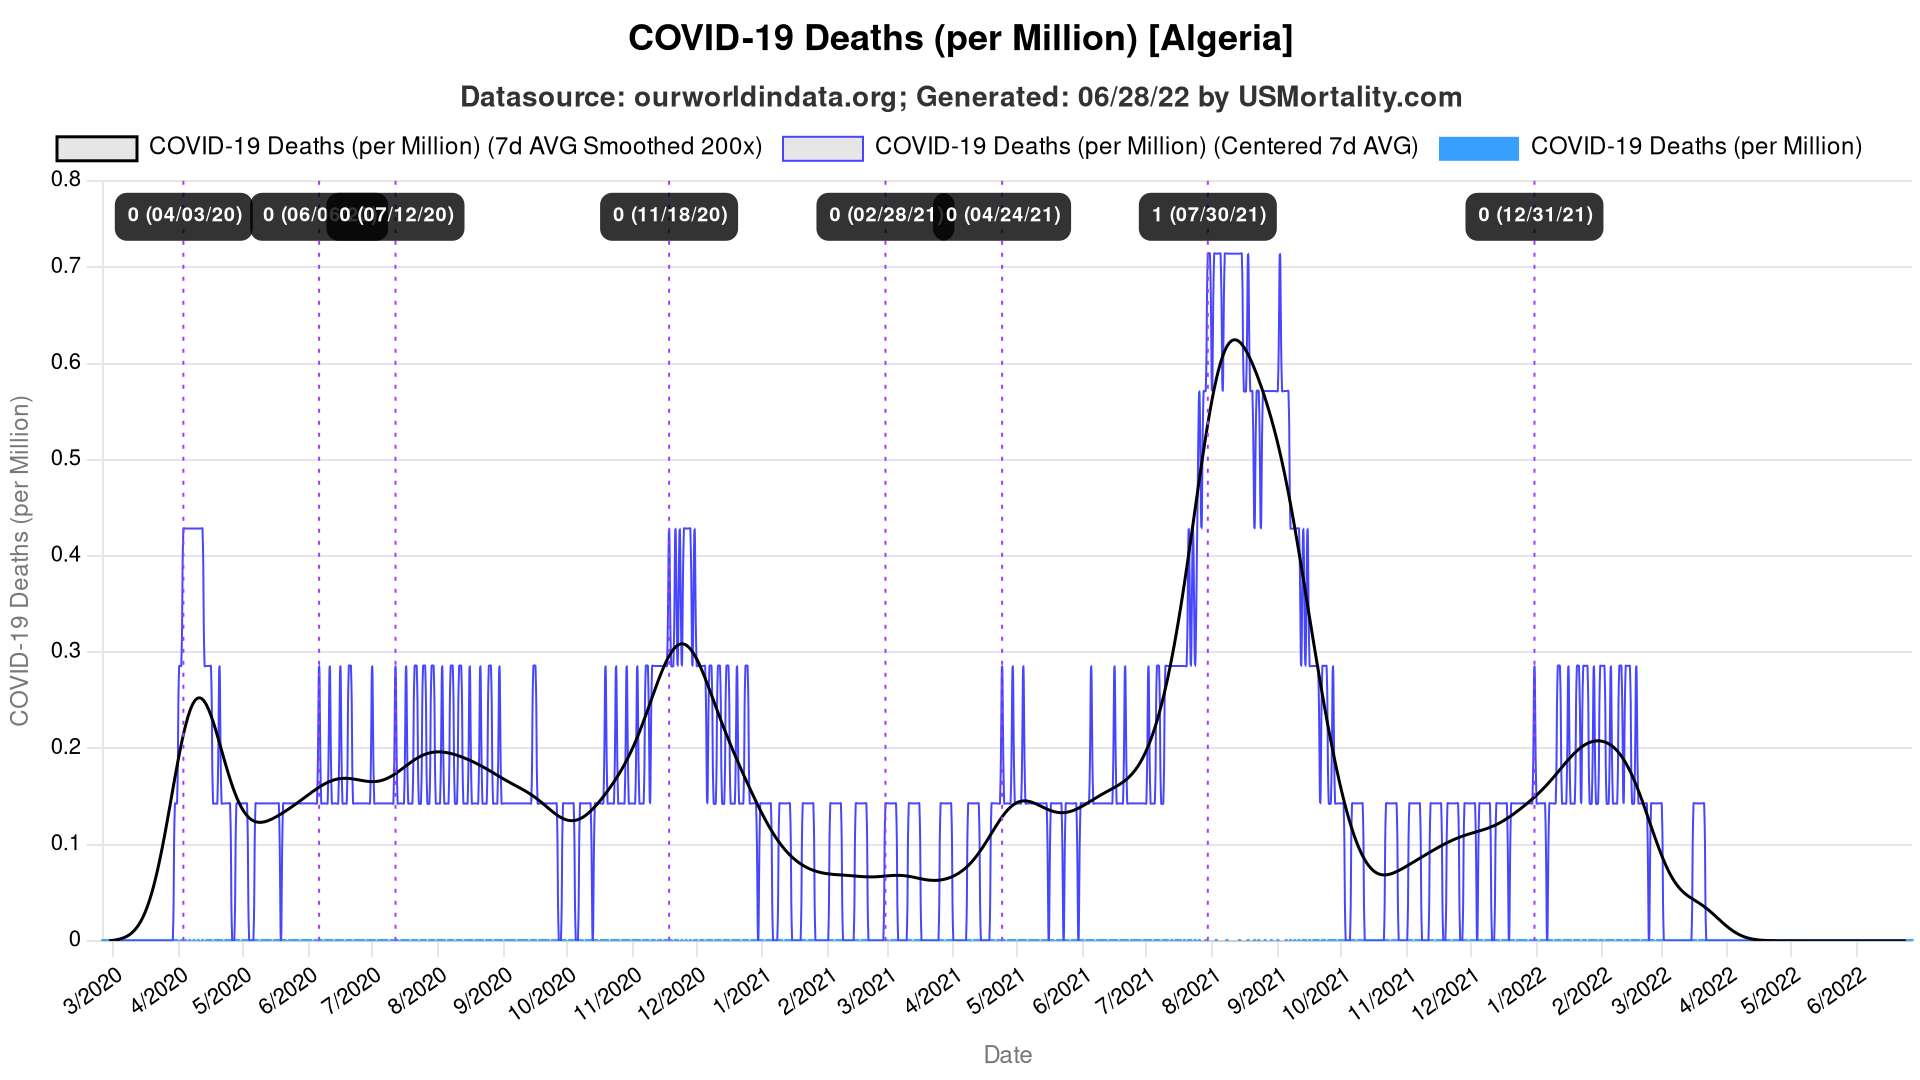 COVID-19 Deaths (per Million) [Algeria]
Datasource: ourworldindata.org; Generated: 06/28/22 by USMortality.com
COVID-19 Deaths (per Million) (7d AVG Smoothed 200x) COVID-19 Deaths (per Million) (Centered 7d AVG) COVID-19 Deaths (per Million)
0 (04/03/20) 0 (07/12/20) 0 (11/18/20) 0 (02/28/21) 0 (04/24/21) 1 (07/30/21) 0 (12/31/21)
0.8
0.7
0.6
0.5
0.4
0.3
0.2
0.1
0
COVID-19 Deaths (per Million)
3/2020 4/2020 5/2020 6/2020 7/2020 8/2020 9/2020 10/2020 11/2020 12/2020 1/2021 2/2021 3/2021 4/2021 5/2021 6/2021 7/2021 8/2021 9/2021 10/2021 11/2021 12/2021 1/2022 2/2022 3/2022 4/2022 5/2022 6/2022
Date